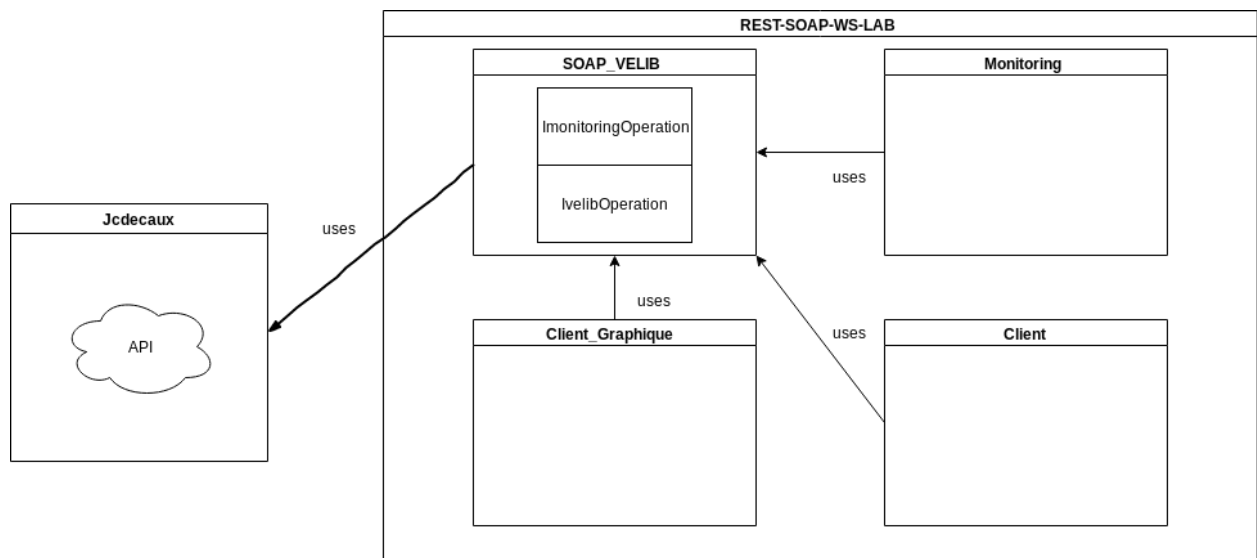 REST-SOAP-WS-LAB
SOAP_VELIB
Monitoring
ImonitoringOperation
uses
IvelibOperation
Jcdecaux
uses
API
uses
Client_Graphique
uses
Client